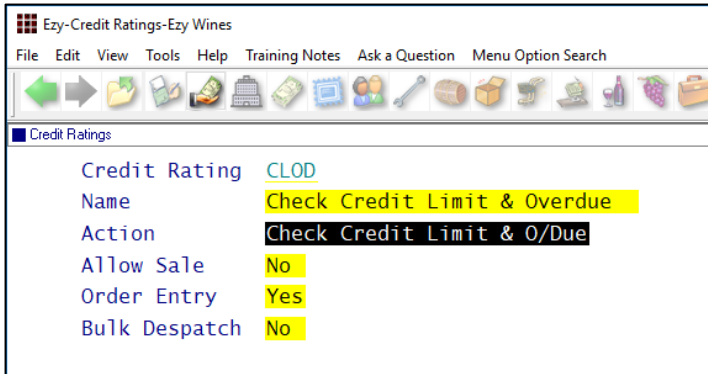 Ezy-Credit Ratings-Ezy Wines
File Edit View Tools Help Training Notes Ask a Question Menu Option Search
Credit Ratings
Credit Rating CLOD
Name Check Credit Limit & Overdue
Action Check Credit Limit & O/Due
Allow Sale No
Order Entry Yes
Bulk Despatch No